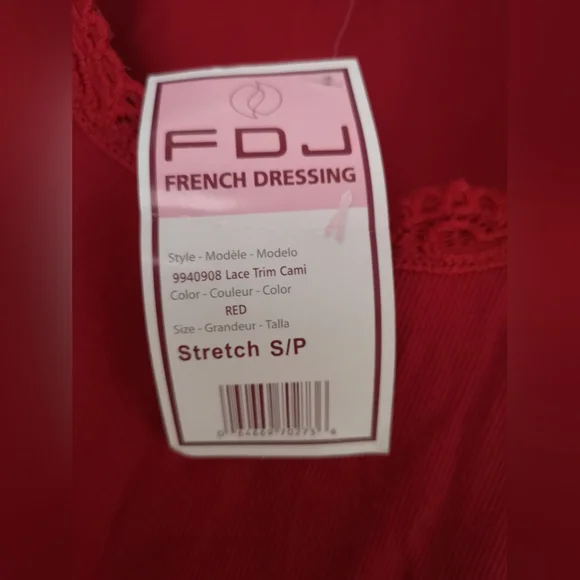 FDJ
FRENCH DRESSING
Style - Modèle - Modelo
9940908 Lace Trim Cami
Color - Couleur - Color
RED
Size - Grandeur - Talla
Stretch S/P